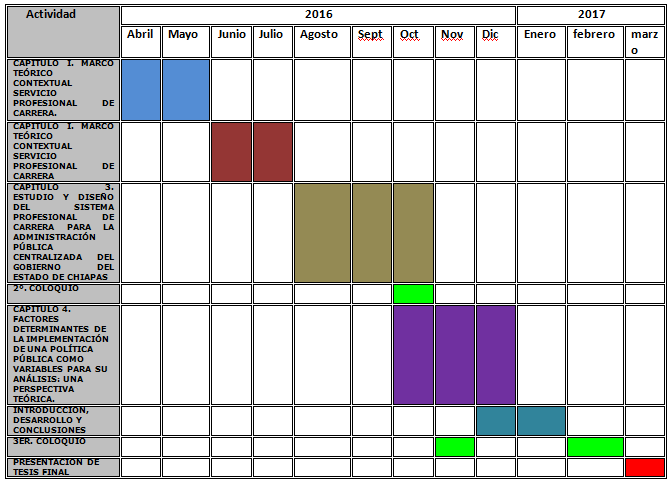 Actividad 2016 2017
Abril Mayo Junio Julio Agosto Sept Oct Nov Dic Enero febrero marz
o
CAPITULO I. MARCO
TEÓRICO
CONTEXTUAL
SERVICIO
PROFESIONAL DE
CARRERA.
CAPITULO I. MARCO
TEÓRICO
CONTEXTUAL
SERVICIO
PROFESIONAL DE
CARRERA
CAPITULO 3.
ESTUDIO Y DISEÑO
DEL SISTEMA
PROFESIONAL DE
CARRERA PARA LA
ADMINISTRACIÓN
PÚBLICA
CENTRALIZADA DEL
GOBIERNO DEL
ESTADO DE CHIAPAS
2º. COLOQUIO
CAPITULO 4.
FACTORES
DETERMINANTES DE
LA IMPLEMENTACIÓN
DE UNA POLÍTICA
PÚBLICA COMO
VARIABLES PARA SU
ANÁLISIS: UNA
PERSPECTIVA
TEÓRICA.
INTRODUCCION,
DESARROLLO Y
CONCLUSIONES
3ER. COLOQUIO
PRESENTACION DE
TESIS FINAL